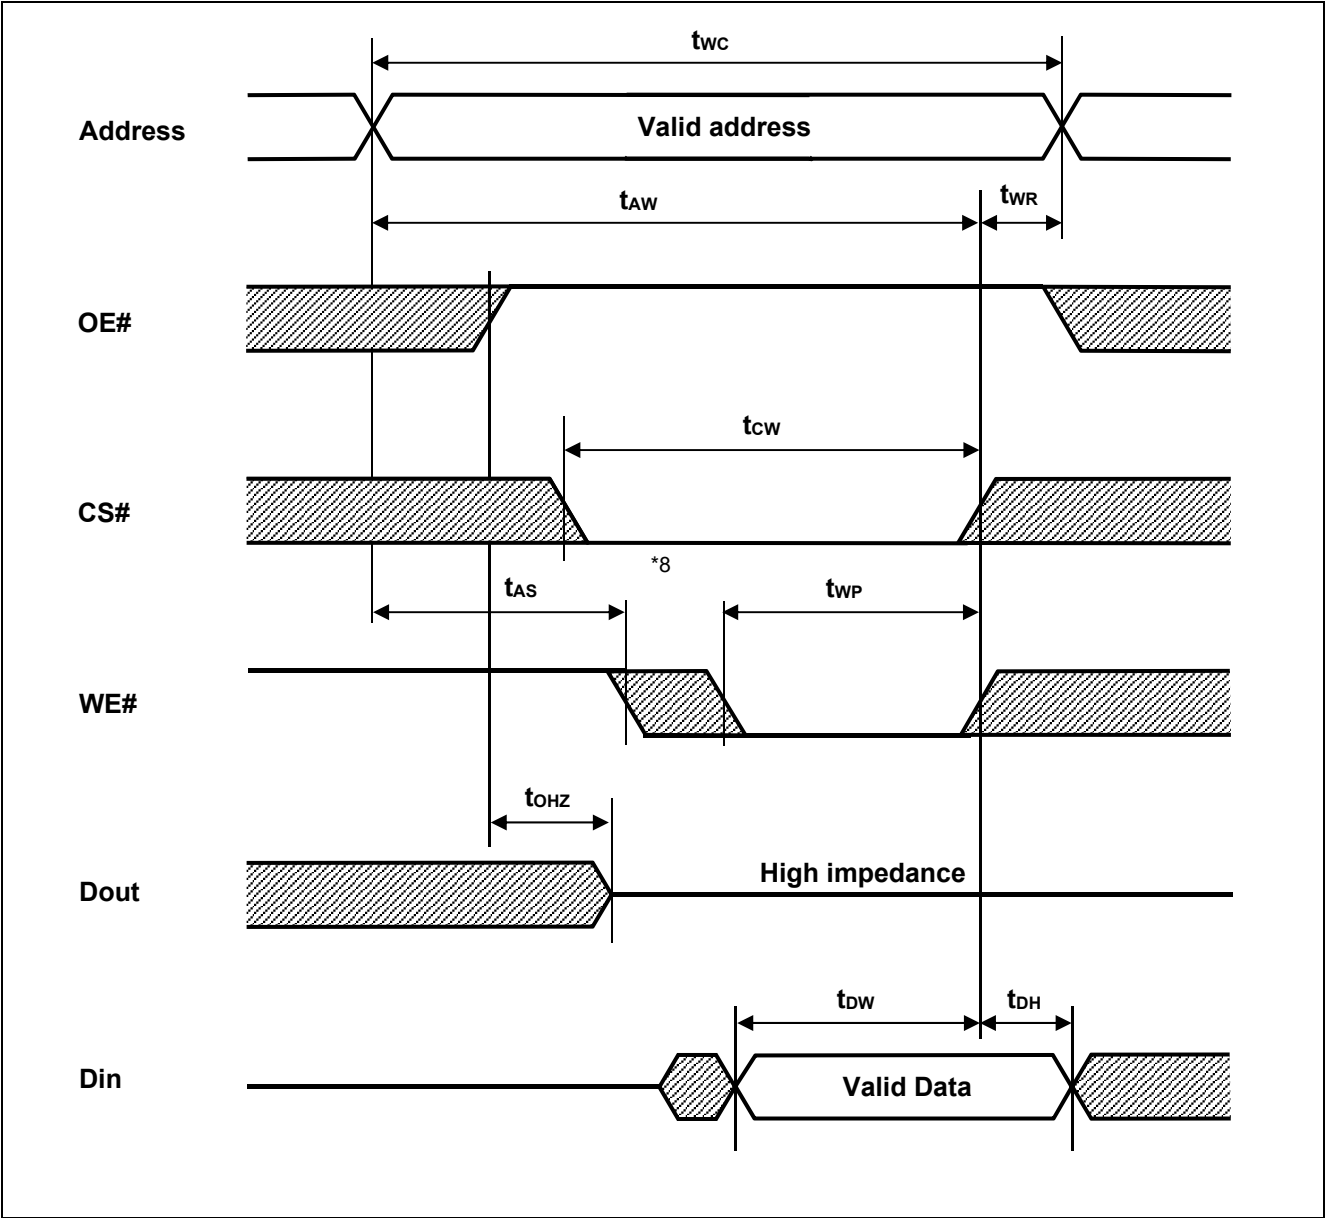 tWC
Address
Valid address
tAW
tWR
OE#
tCW
CS#
*8
tAS
tWP
WE#
tOHZ
High impedance
Dout
tDW
tDH
Din
Valid Data